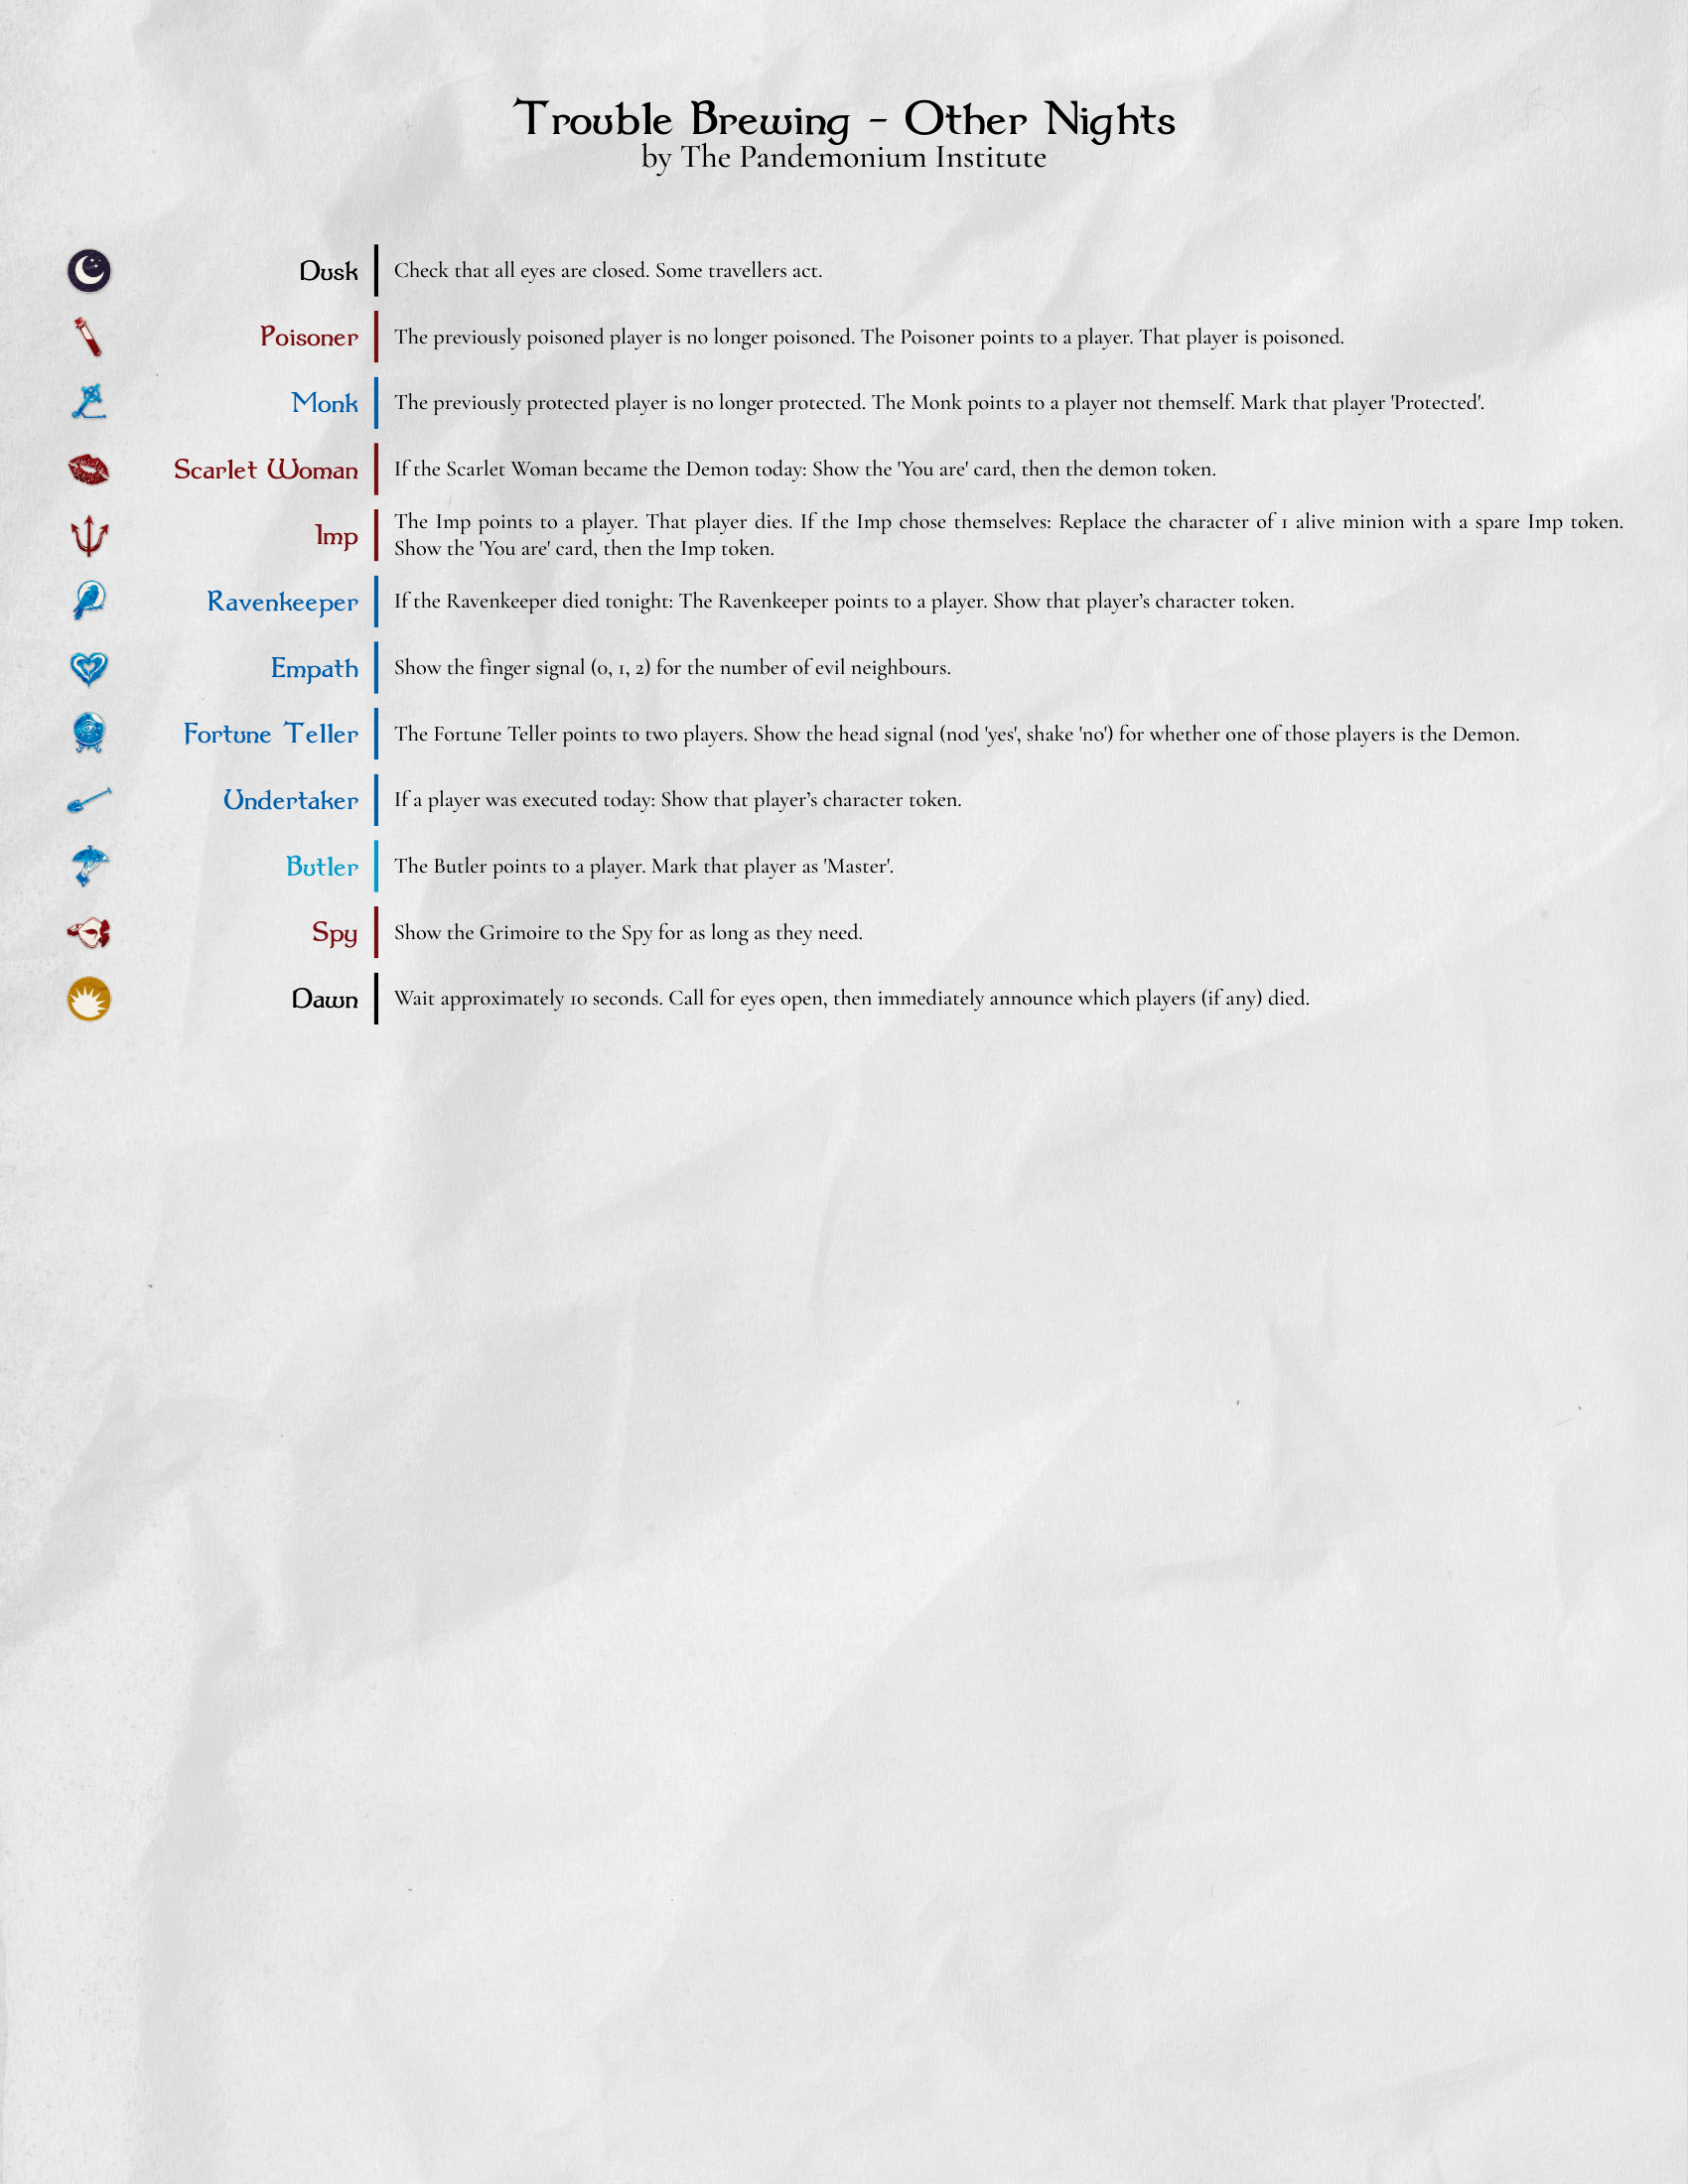 Trouble Brewing - Other Nights
by The Pandemonium Institute
Dusk
Check that all eyes are closed. Some travellers act.
Poisoner
The previously poisoned player is no longer poisoned. The Poisoner points to a player. That player is poisoned.
Monk
The previously protected player is no longer protected. The Monk points to a player not themself. Mark that player 'Protected'.
Scarlet Woman
If the Scarlet Woman became the Demon today: Show the 'You are' card, then the demon token.
Imp
The Imp points to a player. That player dies. If the Imp chose themselves: Replace the character of 1 alive minion with a spare Imp token.
Show the 'You are' card, then the Imp token.
Ravenkeeper
If the Ravenkeeper died tonight: The Ravenkeeper points to a player. Show that player’s character token.
Empath
Show the finger signal (0, 1, 2) for the number of evil neighbours.
Fortune Teller
The Fortune Teller points to two players. Show the head signal (nod 'yes', shake 'no') for whether one of those players is the Demon.
Undertaker
If a player was executed today: Show that player’s character token.
Butler
The Butler points to a player. Mark that player as 'Master'.
Spy
Show the Grimoire to the Spy for as long as they need.
Dawn
Wait approximately 10 seconds. Call for eyes open, then immediately announce which players (if any) died.